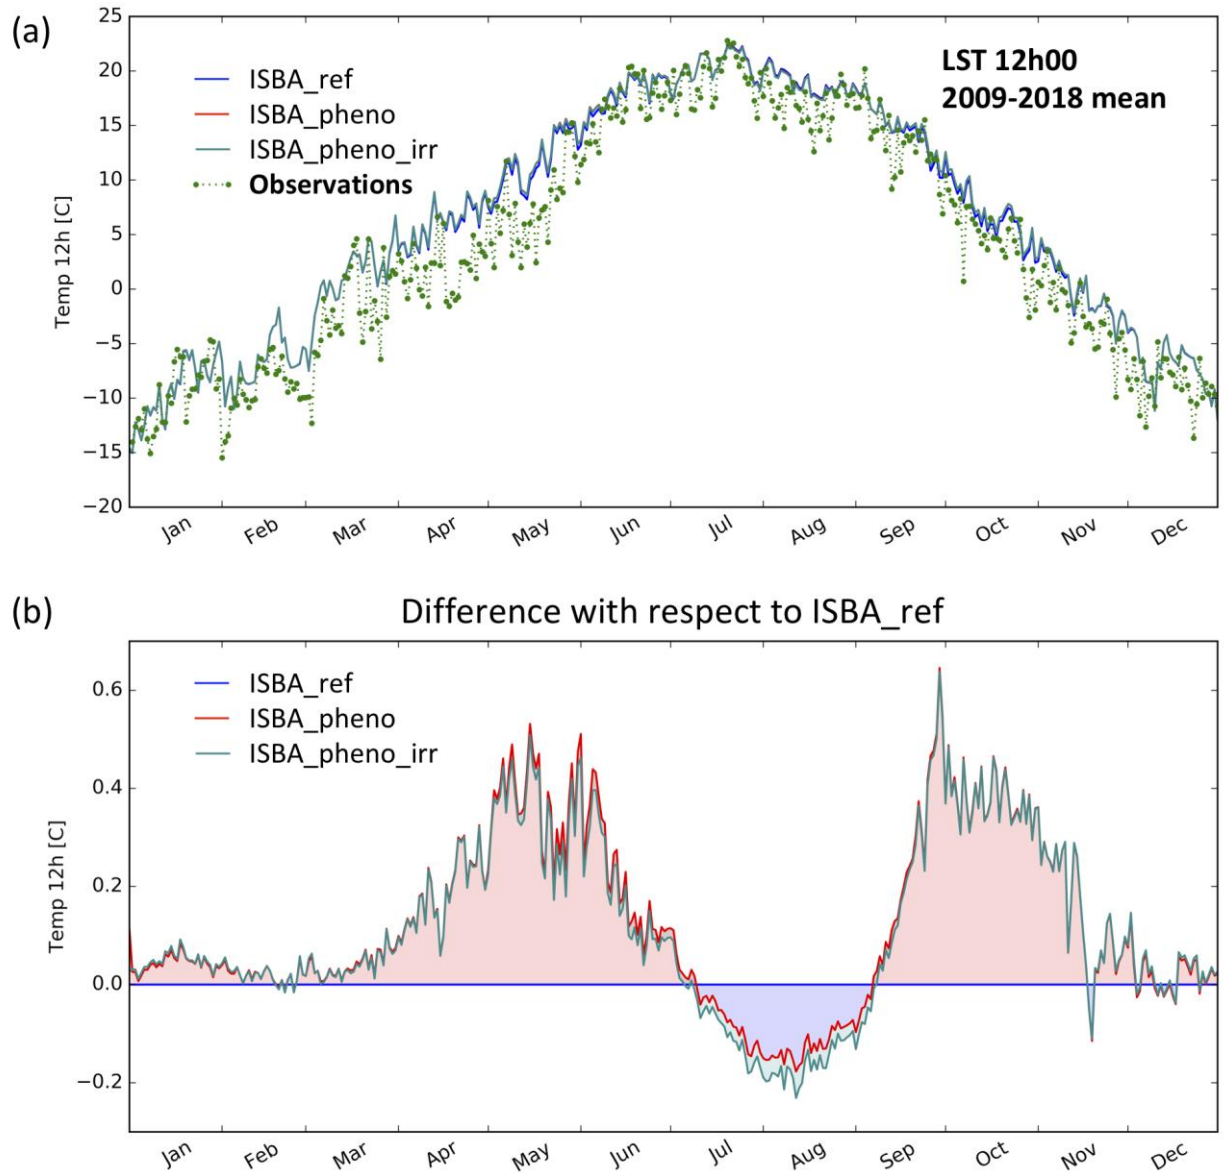 (a)
25
20
15
10
5
0
−5
−10
−15
−20
Temp 12h [C]
ISBA_ref
ISBA_pheno
ISBA_pheno_irr
Observations
LST 12h00
2009-2018 mean
Jan Feb Mar Apr May Jun Jul Aug Sep Oct Nov Dec
(b)
Difference with respect to ISBA_ref
0.6
0.4
0.2
0.0
−0.2
Temp 12h [C]
ISBA_ref
ISBA_pheno
ISBA_pheno_irr
Jan Feb Mar Apr May Jun Jul Aug Sep Oct Nov Dec